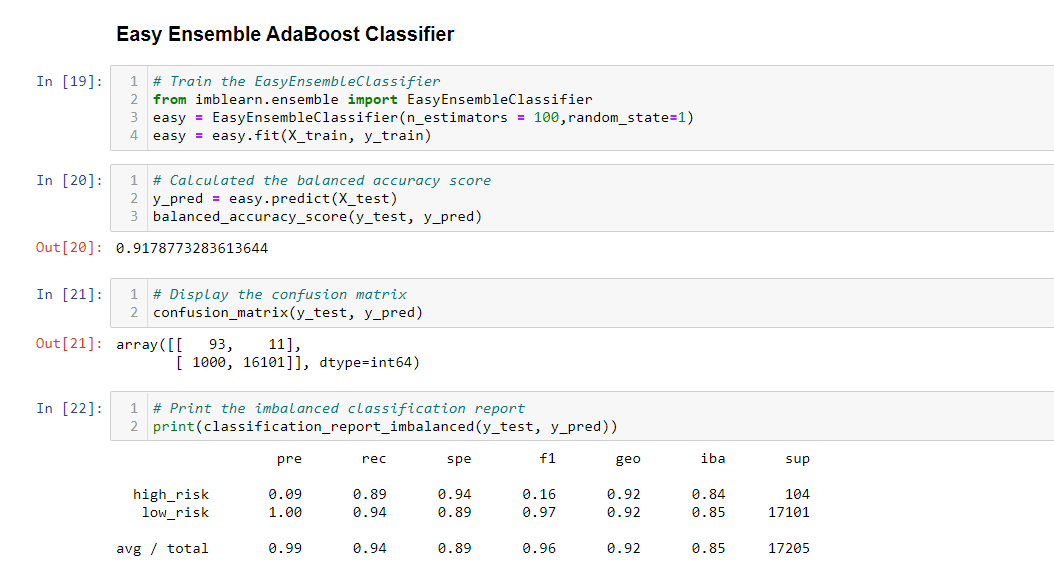 Easy Ensemble AdaBoost Classifier
In [19]: 1 # Train the EasyEnsembleClassifier
2 from imblearn.ensemble import EasyEnsembleClassifier
3 easy = EasyEnsembleClassifier(n_estimators = 100,random_state=1)
4 easy = easy.fit(X_train, y_train)
In [20]: 1 # Calculated the balanced accuracy score
2 y_pred = easy.predict(X_test)
3 balanced_accuracy_score(y_test, y_pred)
Out[20]: 0.9178773283613644
In [21]: 1 # Display the confusion matrix
2 confusion_matrix(y_test, y_pred)
Out[21]: array([[   93,    11],
[ 1000, 16101]], dtype=int64)
In [22]: 1 # Print the imbalanced classification report
2 print(classification_report_imbalanced(y_test, y_pred))
pre rec spe f1 geo iba sup
high_risk 0.09 0.89 0.94 0.16 0.92 0.84 104
low_risk 1.00 0.94 0.89 0.97 0.92 0.85 17101
avg / total 0.99 0.94 0.89 0.96 0.92 0.85 17205